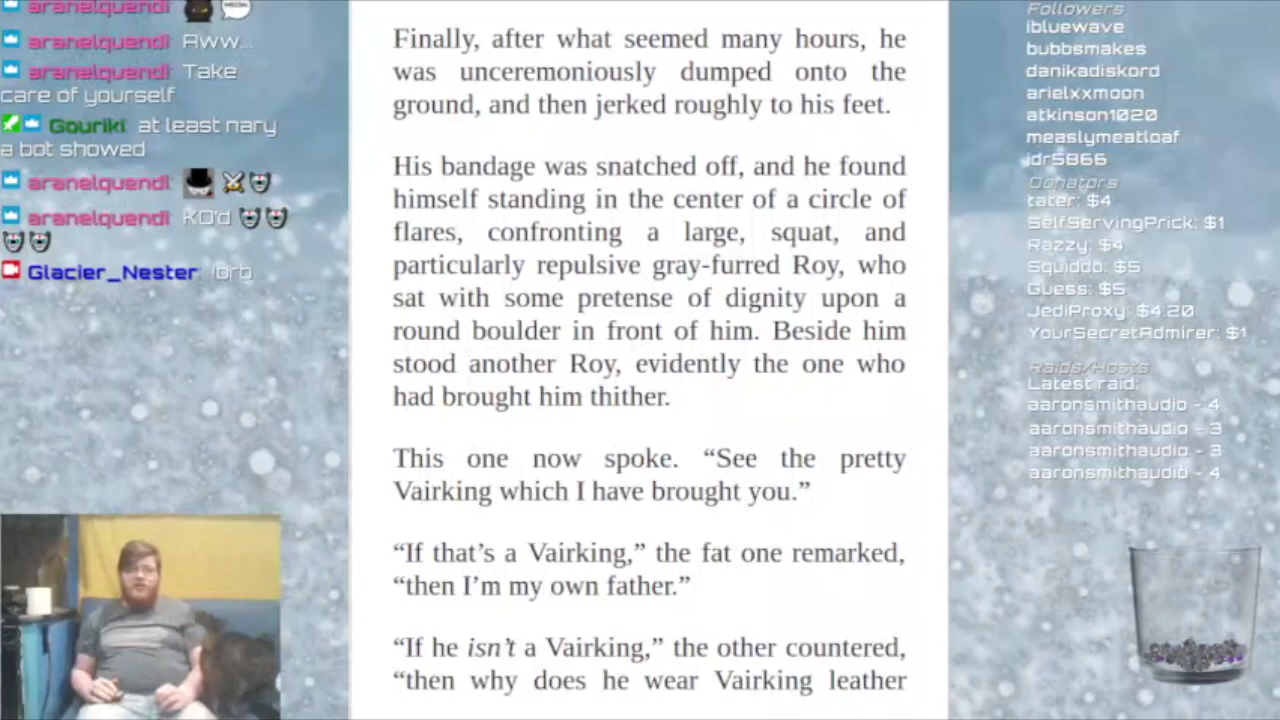 aranelquendi:
aranelquendi: Aww...
aranelquendi: Take
care of yourself
Gouriki: at least nary
a bot showed
aranelquendi:
aranelquendi: KO'd
Glacier_Nester: !brb
Finally, after what seemed many hours, he
was unceremoniously dumped onto the
ground, and then jerked roughly to his feet.
His bandage was snatched off, and he found
himself standing in the center of a circle of
flares, confronting a large, squat, and
particularly repulsive gray-furred Roy, who
sat with some pretense of dignity upon a
round boulder in front of him. Beside him
stood another Roy, evidently the one who
had brought him thither.
This one now spoke. “See the pretty
Vairking which I have brought you.”
“If that’s a Vairking,” the fat one remarked,
“then I’m my own father.”
“If he isn’t a Vairking,” the other countered,
“then why does he wear Vairking leather
Followers
ibluewave
bubbsmakes
danikadiskord
arielxxmoon
atkinson1020
measlymeatloaf
jdr5866
Donators
tater: $4
SelfServingPrick: $1
Razzy: $4
Squiddo: $5
Guess: $5
JediProxy: $4.20
YourSecretAdmirer: $1
Raids/Hosts
Latest raid:
aaronsmithaudio - 4
aaronsmithaudio - 3
aaronsmithaudio - 3
aaronsmithaudio - 4